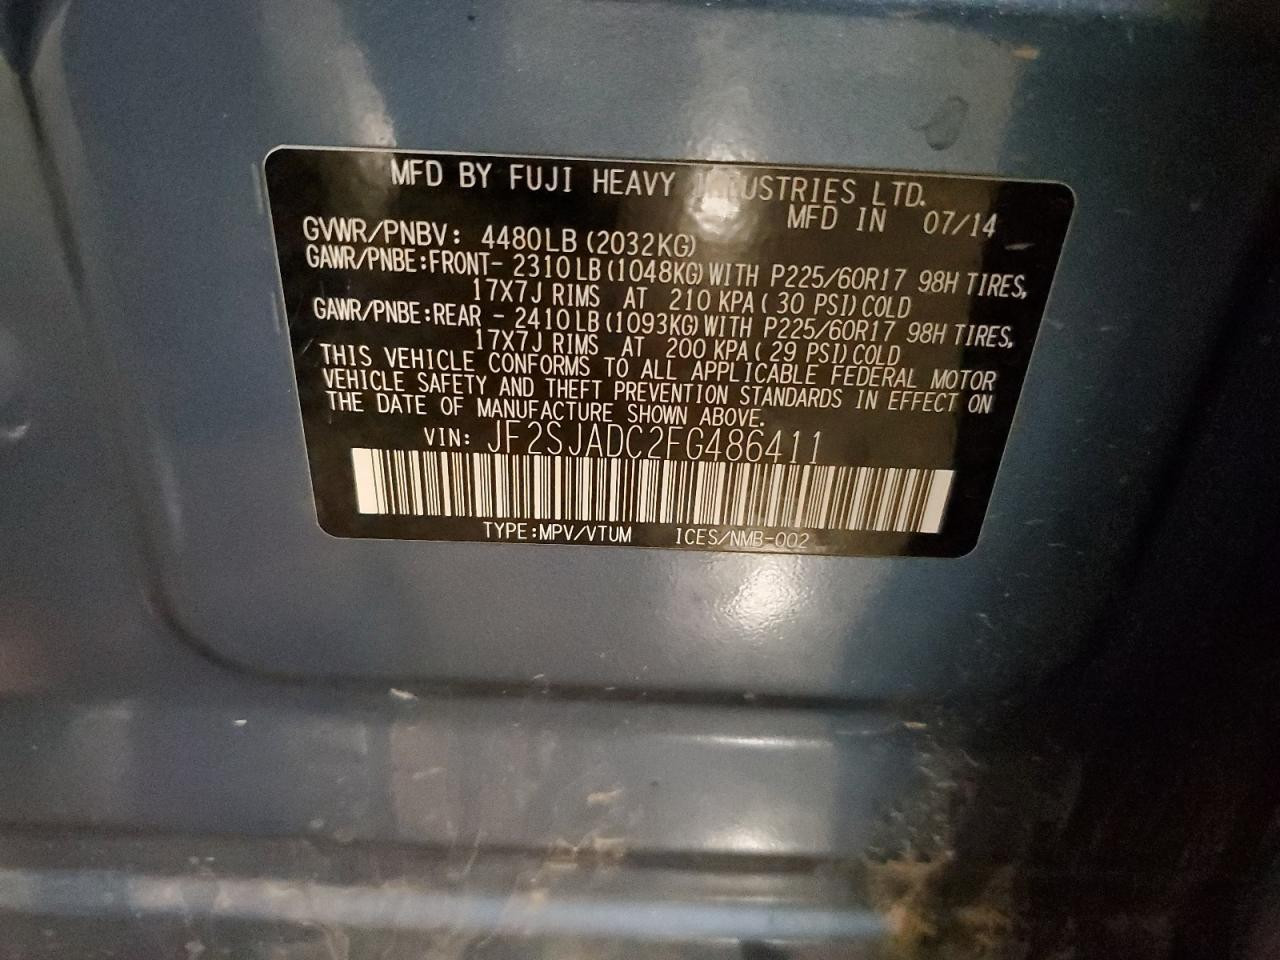 MFD BY FUJI HEAVY INDUSTRIES LTD.
MFD IN 07/14
GVWR/PNBV: 4480LB (2032KG)
GAWR/PNBE:FRONT- 2310LB (1048KG) WITH P225/60R17 98H TIRES,
17X7J RIMS AT 210 KPA ( 30 PSI) COLD
GAWR/PNBE:REAR - 2410LB (1093KG) WITH P225/60R17 98H TIRES,
17X7J RIMS AT 200 KPA ( 29 PSI) COLD
THIS VEHICLE CONFORMS TO ALL APPLICABLE FEDERAL MOTOR
VEHICLE SAFETY AND THEFT PREVENTION STANDARDS IN EFFECT ON
THE DATE OF MANUFACTURE SHOWN ABOVE.
VIN: JF2SJADC2FG486411
TYPE:MPV/VTUM ICES/NMB-002